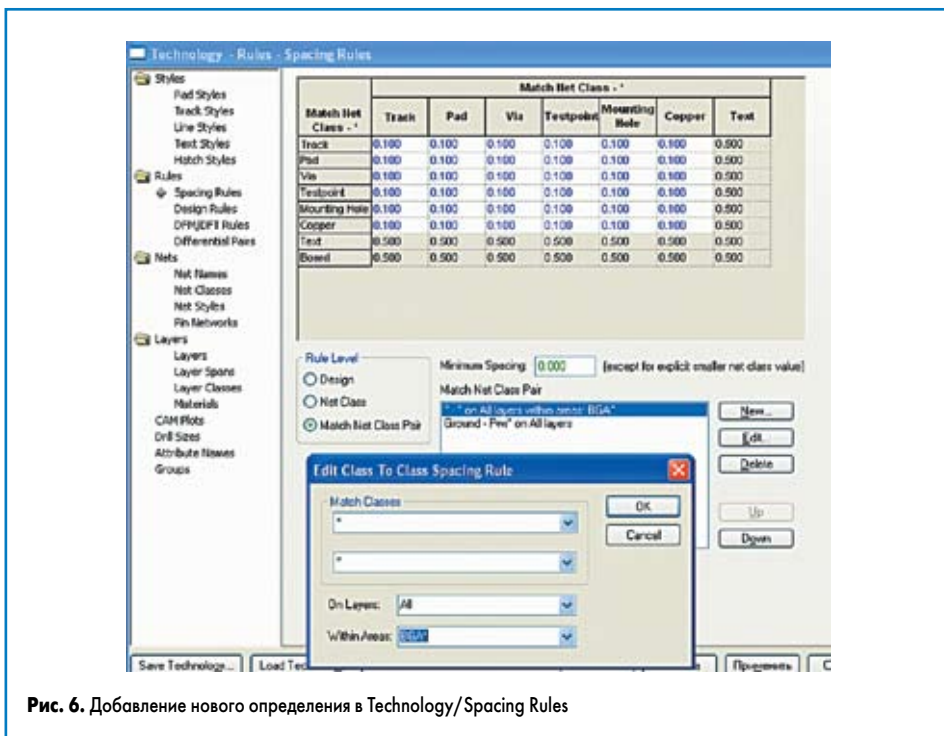 Technology - Rules - Spacing Rules
Styles
Pad Styles
Track Styles
Line Styles
Text Styles
Hatch Styles
Rules
Spacing Rules
Design Rules
DFM/DFT Rules
Differential Pairs
Nets
Net Names
Net Classes
Net Styles
Pin Networks
Layers
Layers
Layer Spans
Layer Classes
Materials
CAM Plots
Drill Sizes
Attribute Names
Groups
Match Net Class - *
Match Net Class - * Track Pad Via Testpoint Mounting Hole Copper Text
Track 0.100 0.100 0.100 0.100 0.100 0.100 0.500
Pad 0.100 0.100 0.100 0.100 0.100 0.100 0.500
Via 0.100 0.100 0.100 0.100 0.100 0.100 0.500
Testpoint 0.100 0.100 0.100 0.100 0.100 0.100 0.500
Mounting Hole 0.100 0.100 0.100 0.100 0.100 0.100 0.500
Copper 0.100 0.100 0.100 0.100 0.100 0.100 0.500
Text 0.500 0.500 0.500 0.500 0.500 0.500 0.500
Board 0.500 0.500 0.500 0.500 0.500 0.500 0.500
Rule Level
Design
Net Class
Match Net Class Pair
Minimum Spacing: 0.000 (except for explicit smaller net class value)
Match Net Class Pair
* - * on All layers within areas: BGA*
Ground - Pwr* on All layers
New...
Edit...
Delete
Up
Down
Edit Class To Class Spacing Rule
Match Classes
*
*
On Layers: All
Within Areas: BGA*
OK
Cancel
Save Technology...
Load
Применить
Рис. 6. Добавление нового определения в Technology/Spacing Rules